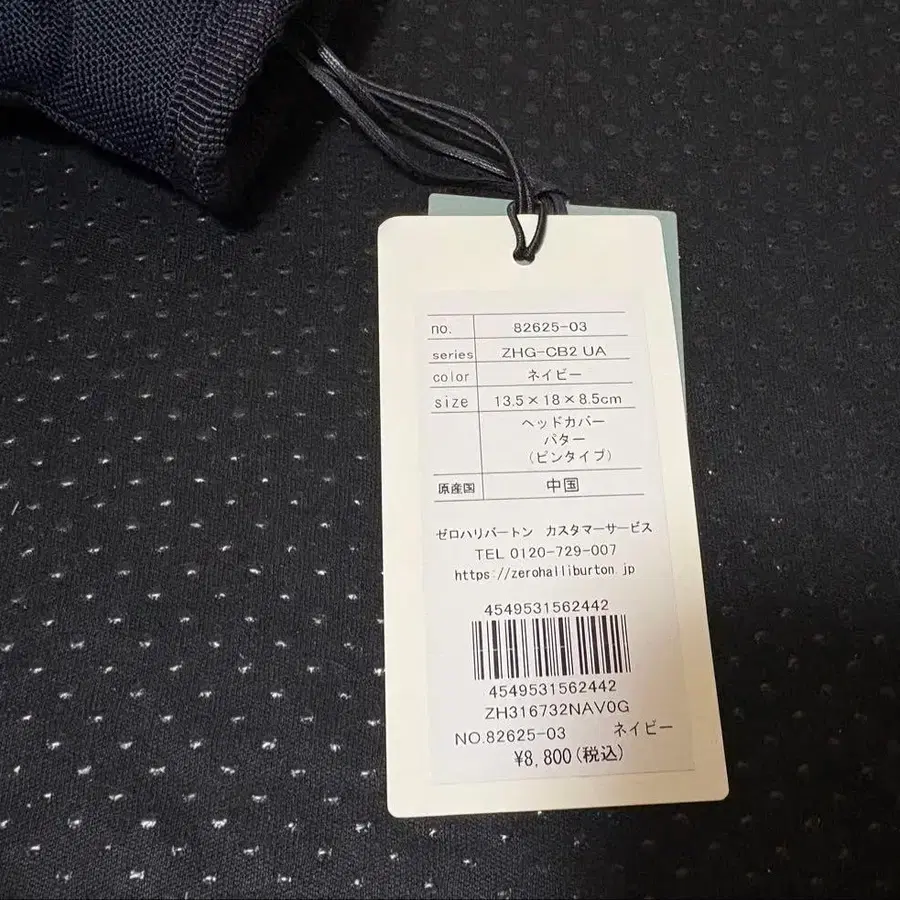 no. 82625-03
series ZHG-CB2 UA
color ネイビー
size 13.5×18×8.5cm
ヘッドカバー
パター
(ピンタイプ)
原産国 中国
ゼロハリバートン カスタマーサービス
TEL 0120-729-007
https://zerohalliburton.jp
4549531562442
4549531562442
ZH316732NAV0G
NO.82625-03 ネイビー
¥8,800(税込)